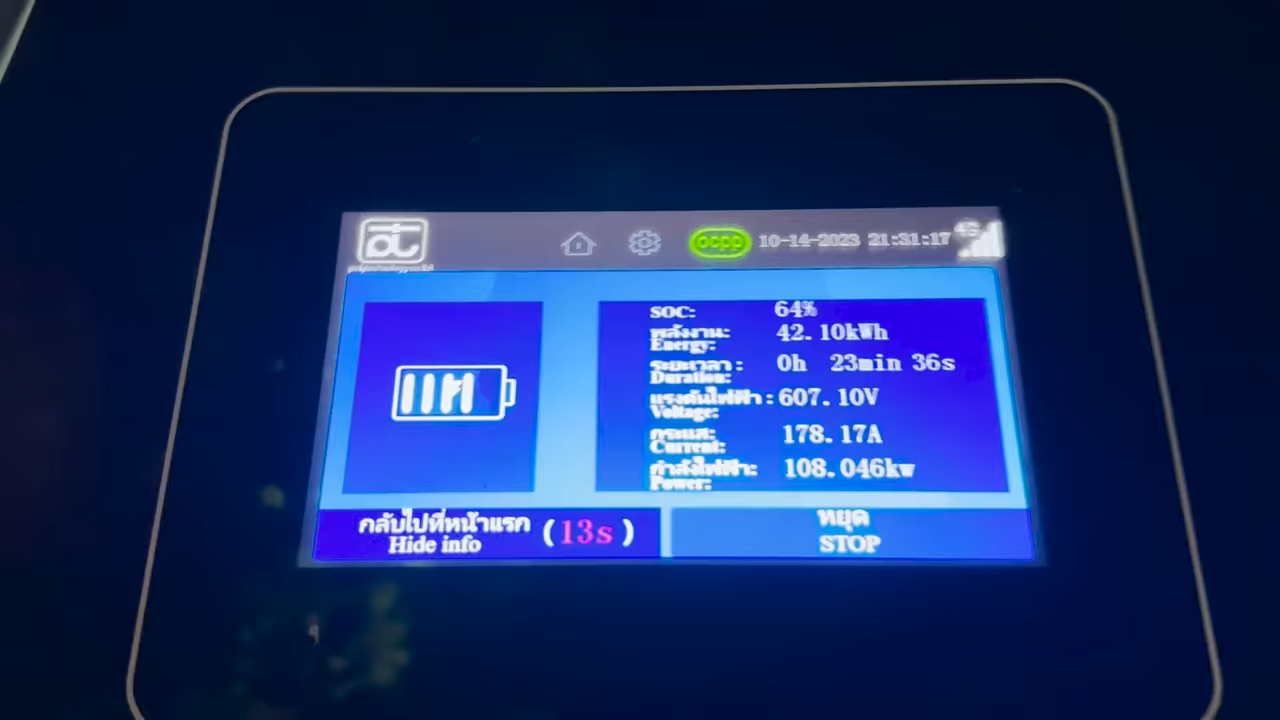 ocpp 10-14-2023 21:31:17 4G
SOC: 64%
พลังงาน:
Energy: 42.10kWh
ระยะเวลา :
Duration: 0h 23min 36s
แรงดันไฟฟ้า :
Voltage: 607.10V
กระแส:
Current: 178.17A
กำลังไฟฟ้า:
Power: 108.046kw
กลับไปที่หน้าแรก
Hide info (13s)
หยุด
STOP